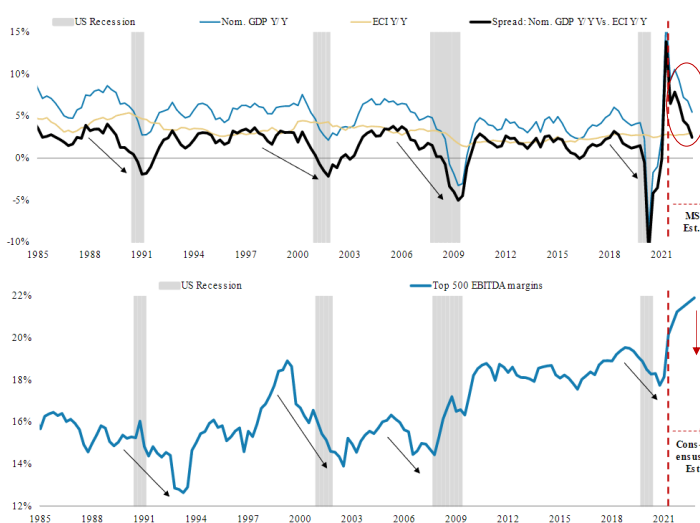 US Recession Nom. GDP Y/Y ECI Y/Y Spread: Nom. GDP Y/Y Vs. ECI Y/Y
15%
10%
5%
0%
-5%
-10%
MS
Est.
1985 1988 1991 1994 1997 2000 2003 2006 2009 2012 2015 2018 2021
US Recession Top 500 EBITDA margins
22%
20%
18%
16%
14%
12%
Cons-
ensus
Est
1985 1988 1991 1994 1997 2000 2003 2006 2009 2012 2015 2018 2021